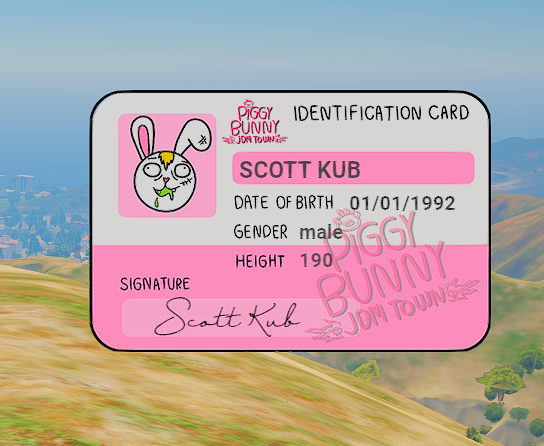 PIGGY
BUNNY
JDM TOWN
IDENTIFICATION CARD
SCOTT KUB
DATE OF BIRTH 01/01/1992
GENDER male
HEIGHT 190
SIGNATURE
Scott Kub
PIGGY
BUNNY
JDM TOWN